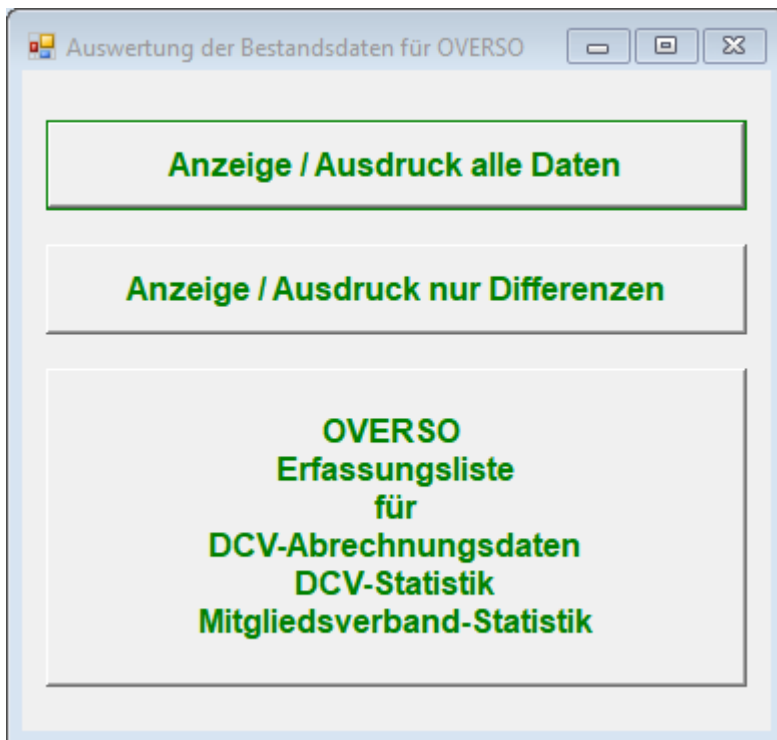 Auswertung der Bestandsdaten für OVERSO
Anzeige / Ausdruck alle Daten
Anzeige / Ausdruck nur Differenzen
OVERSO
Erfassungsliste
für
DCV-Abrechnungsdaten
DCV-Statistik
Mitgliedsverband-Statistik